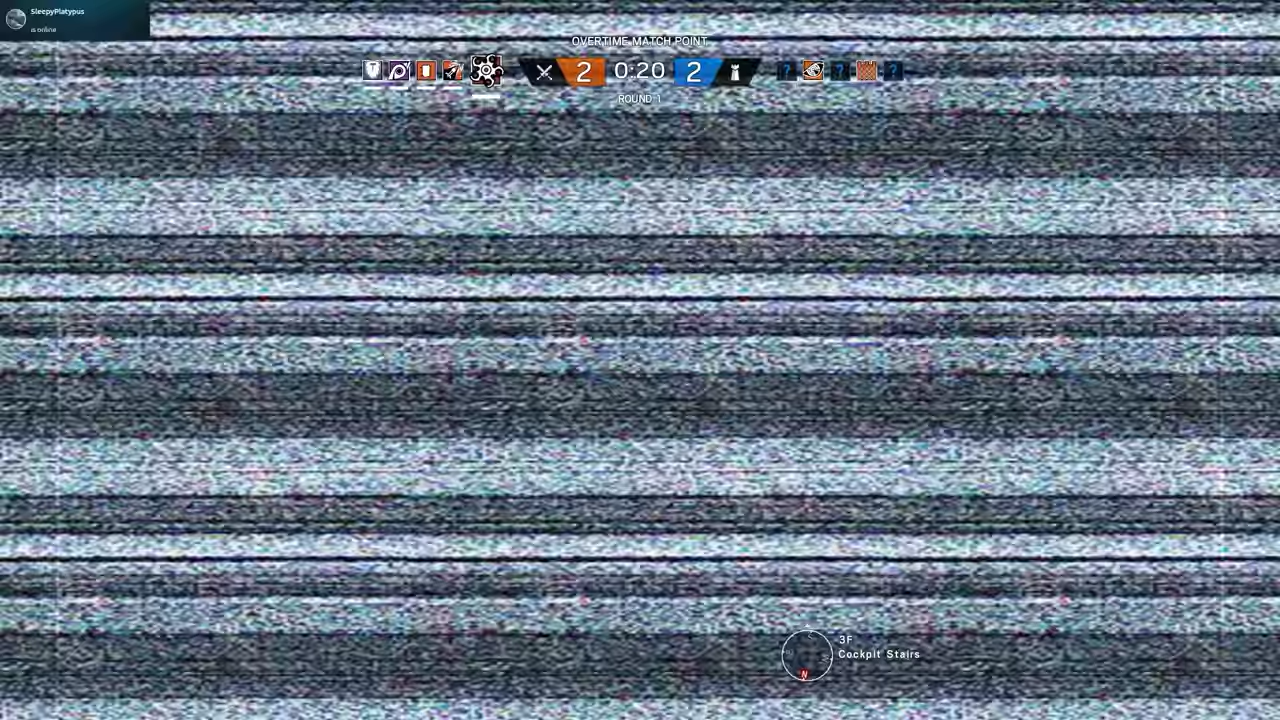 SleepyPlatypus
is online
OVERTIME MATCH POINT
2 0:20 2
? ? ?
ROUND 1
3F
Cockpit Stairs
N